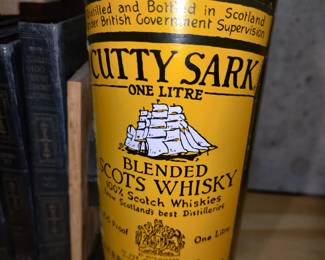 Distilled and Bottled in Scotland
Under British Government Supervision
CUTTY SARK
ONE LITRE
BLENDED
SCOTS WHISKY
100% Scotch Whiskies
Scotland's best Distilleries
Proof
One Litre